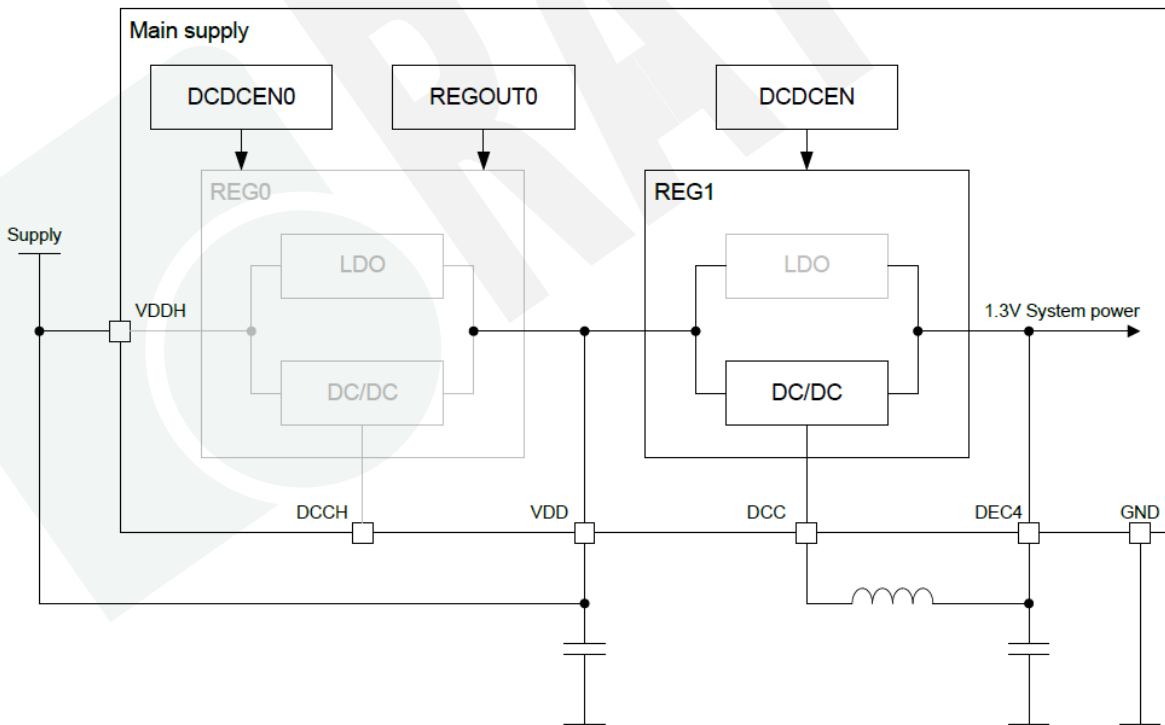 Main supply
DCDCEN0
REGOUT0
DCDCEN
REG0
REG1
Supply
LDO
LDO
VDDH
1.3V System power
DC/DC
DC/DC
DCCH
VDD
DCC
DEC4
GND